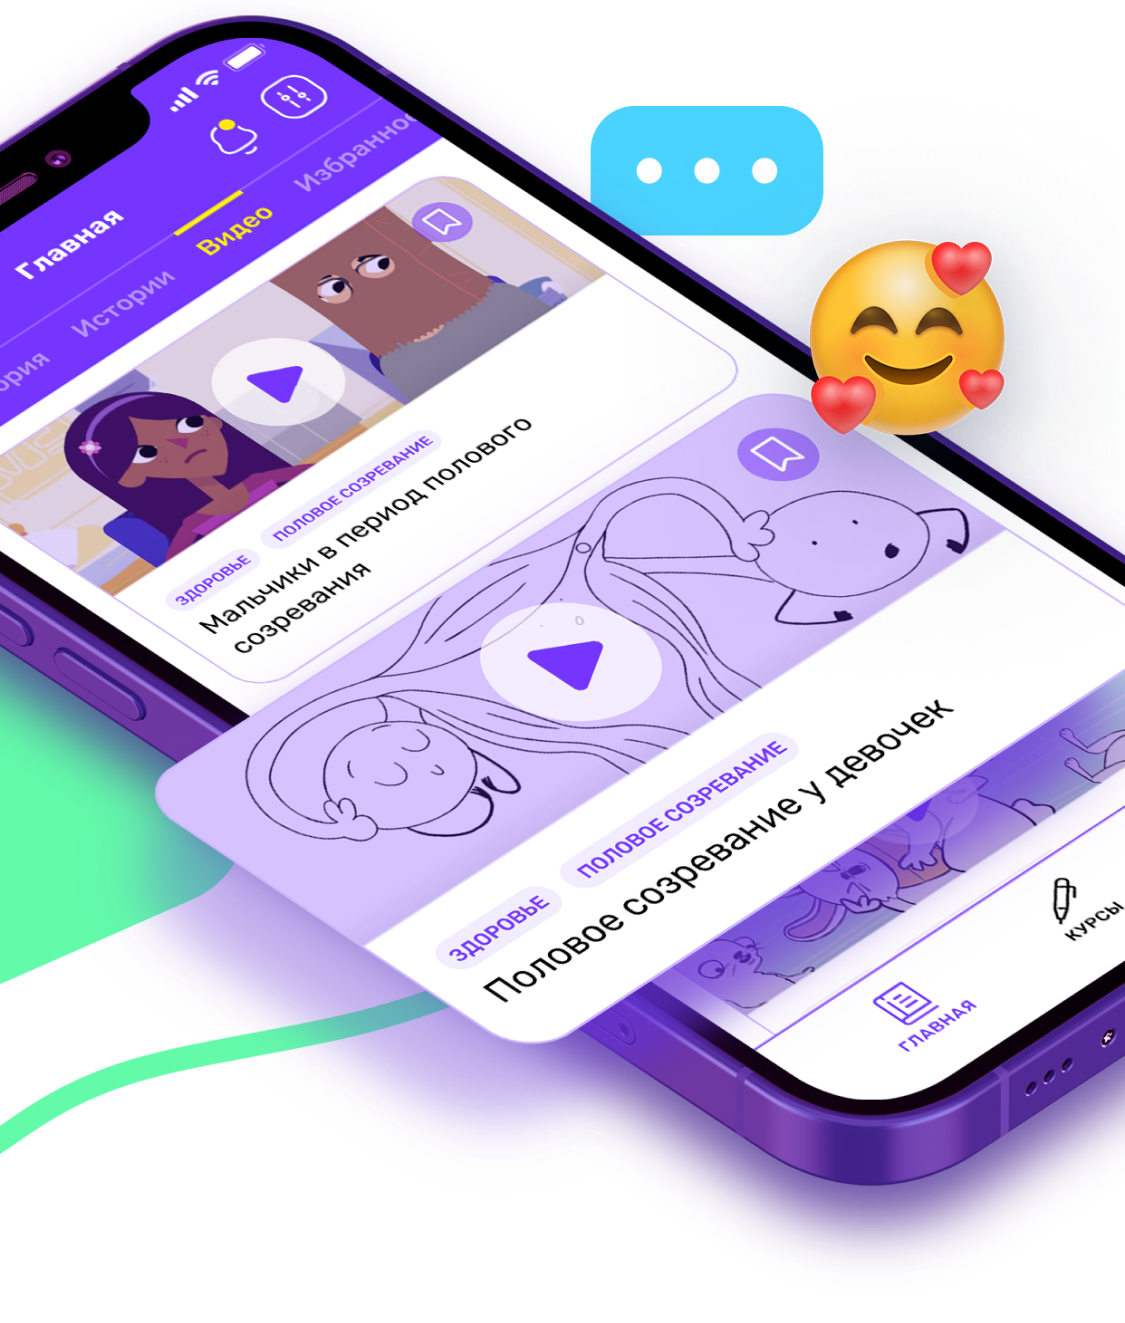 Главная
Истории
Видео
Избранное
ЗДОРОВЬЕ
ПОЛОВОЕ СОЗРЕВАНИЕ
Мальчики в период полового
созревания
ЗДОРОВЬЕ
ПОЛОВОЕ СОЗРЕВАНИЕ
Половое созревание у девочек
ГЛАВНАЯ
КУРСЫ